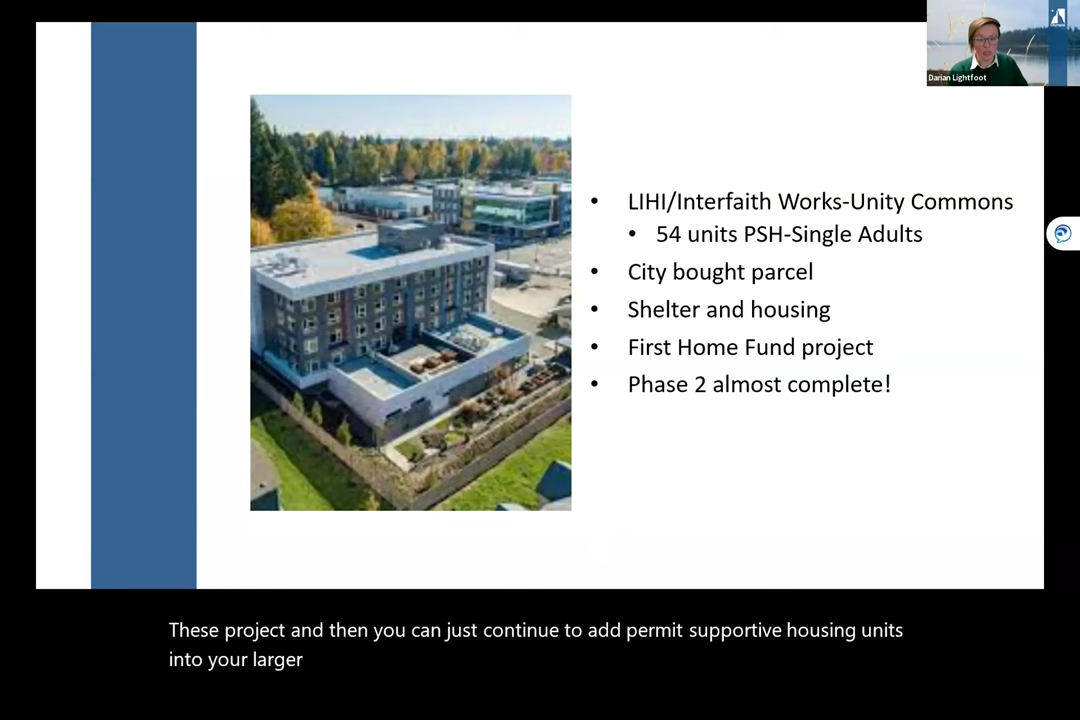 Darian Lightfoot
LIHI/Interfaith Works-Unity Commons
54 units PSH-Single Adults
City bought parcel
Shelter and housing
First Home Fund project
Phase 2 almost complete!
These project and then you can just continue to add permit supportive housing units
into your larger